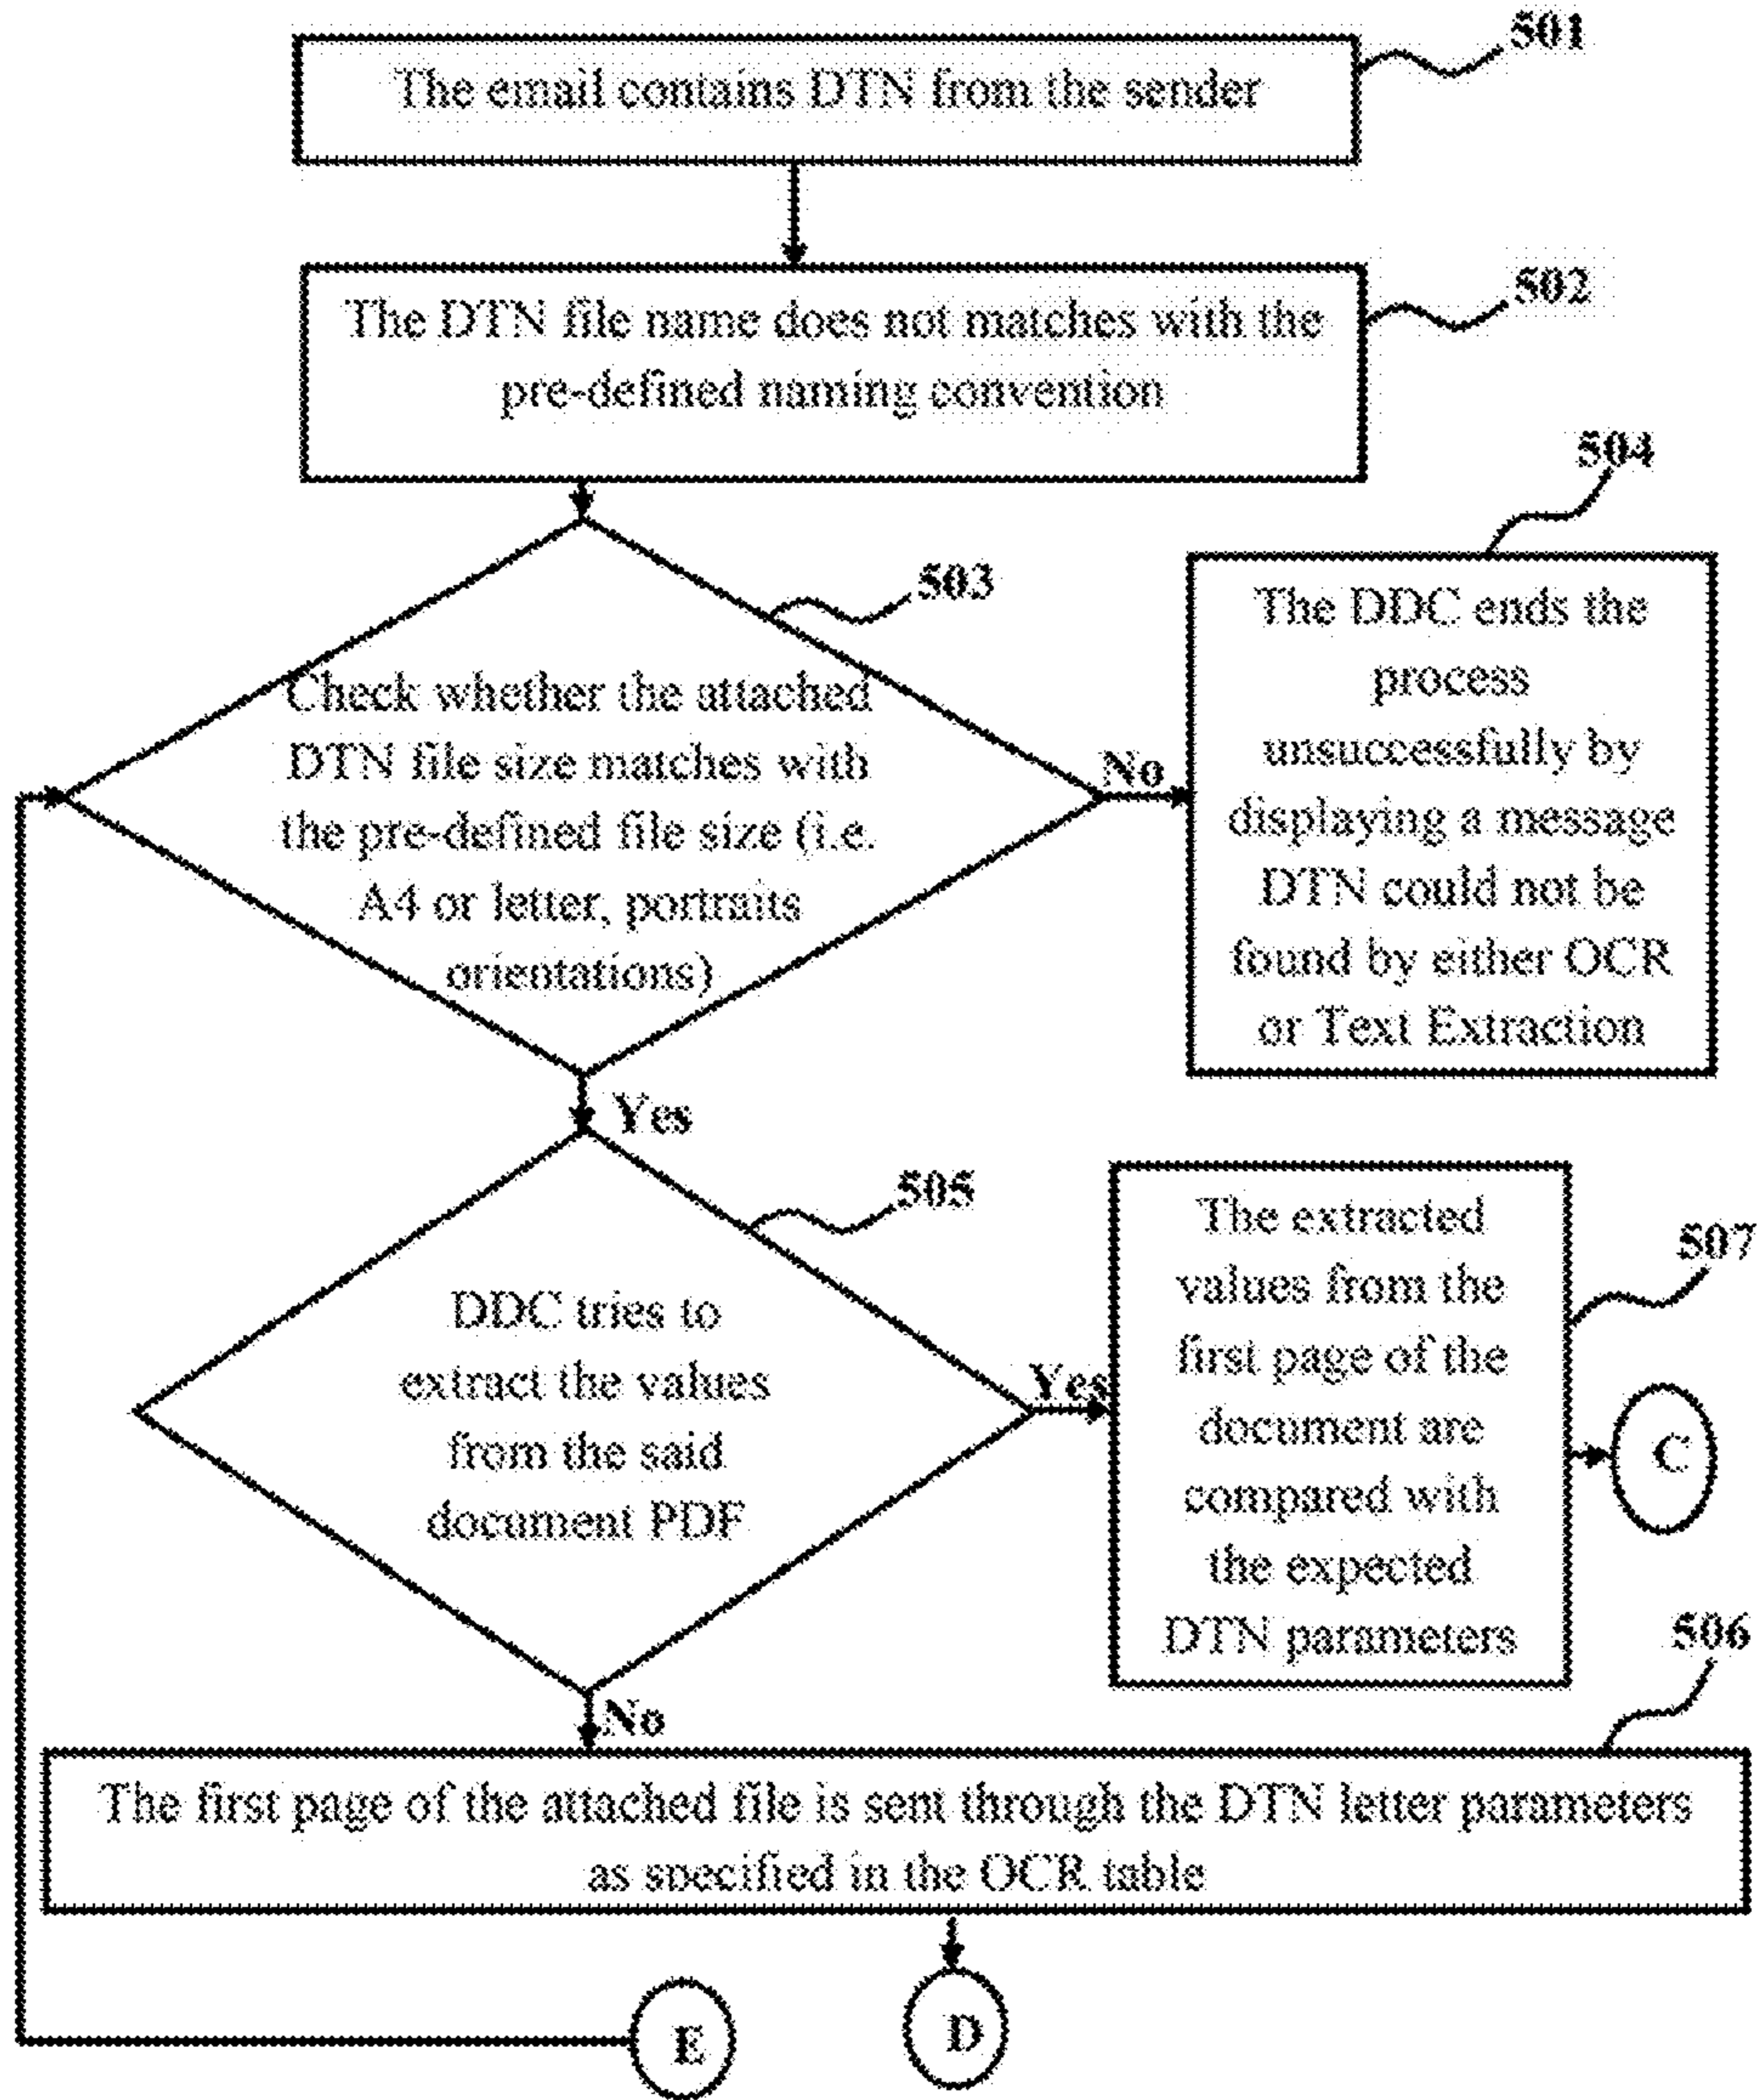 501
The email contains DTN from the sender
502
The DTN file name does not matches with the
pre-defined naming convention
504
503
The DDC ends the
process
unsuccessfully by
displaying a message
DTN could not be
found by either OCR
or Text Extraction
Check whether the attached
DTN file size matches with
the pre-defined file size (i.e.
A4 or letter, portraits
orientations)
No
Yes
505
507
DDC tries to
extract the values
from the said
document PDF
Yes
The extracted
values from the
first page of the
document are
compared with
the expected
DTN parameters
C
506
No
The first page of the attached file is sent through the DTN letter parameters
as specified in the OCR table
E
D